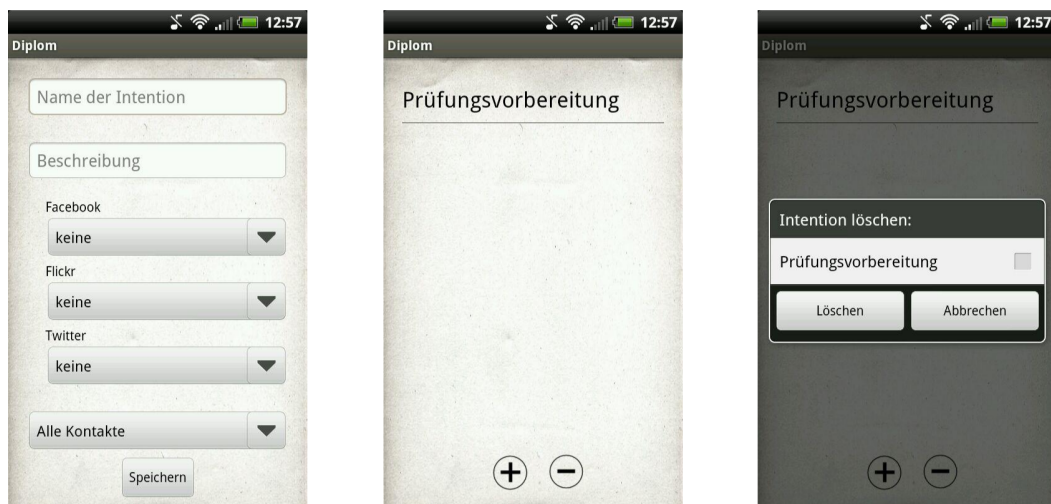 12:57
Diplom
Name der Intention
Beschreibung
Facebook
keine
Flickr
keine
Twitter
keine
Alle Kontakte
Speichern
12:57
Diplom
Prüfungsvorbereitung
12:57
Diplom
Prüfungsvorbereitung
Intention löschen:
Prüfungsvorbereitung
Löschen Abbrechen